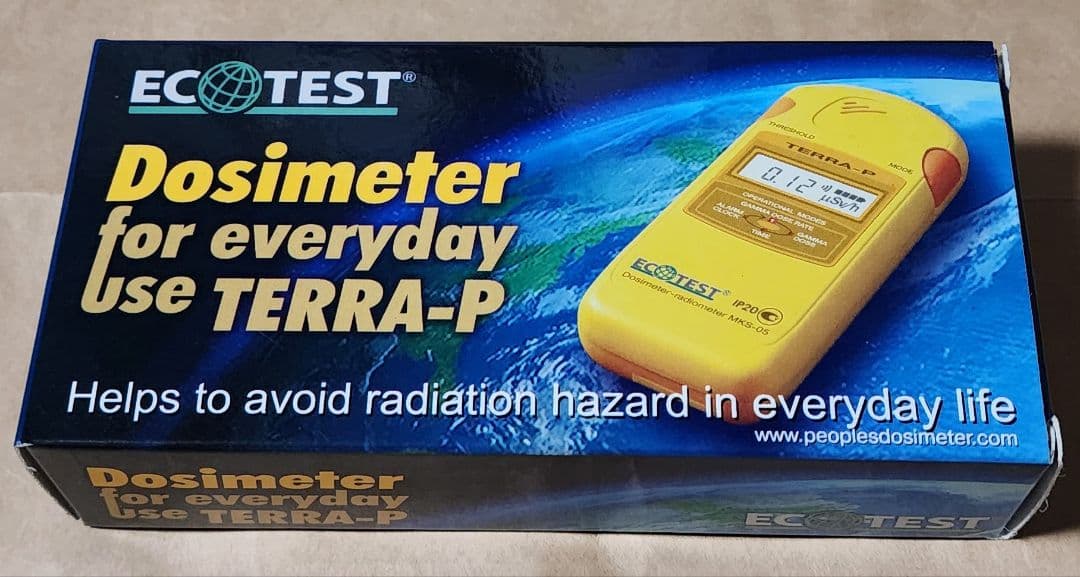 ECOTEST®
Dosimeter
for everyday
use TERRA-P
THRESHOLD
MODE
TERRA-P
0.12 µSv/h
OPERATIONAL MODES
GAMMA DOSE RATE
ALARM CLOCK
GAMMA DOSE
TIME
ECOTEST®
IP20
Dosimeter-radiometer MKS-05
Helps to avoid radiation hazard in everyday life
www.peoplesdosimeter.com
Dosimeter
for everyday
use TERRA-P
ECOTEST